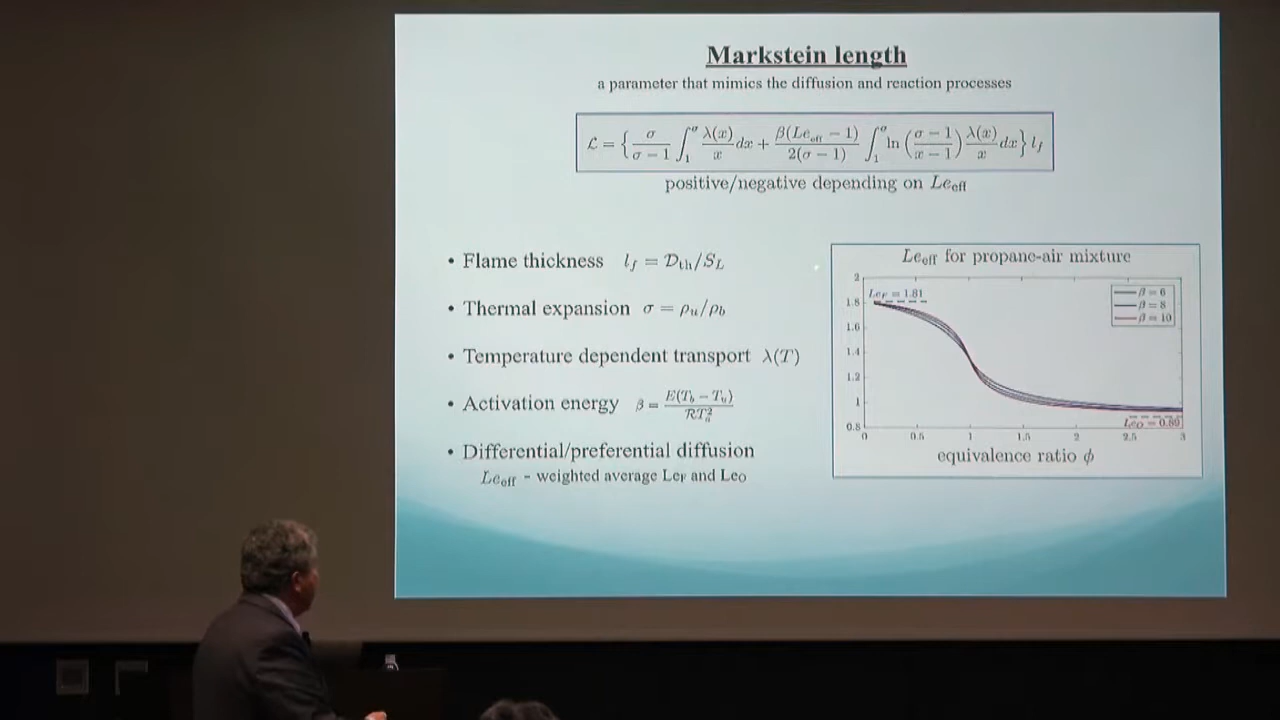 Markstein length
a parameter that mimics the diffusion and reaction processes
ℒ = { σ/(σ − 1) ∫₁^σ λ(x)/x dx + β(Le_eff − 1)/2(σ − 1) ∫₁^σ ln ( (σ − 1)/(x − 1) ) λ(x)/x dx } l_f
positive/negative depending on Le_eff
• Flame thickness l_f = 𝒟_th/S_L
• Thermal expansion σ = ρ_u/ρ_b
• Temperature dependent transport λ(T)
• Activation energy β = E(T_b − T_u)/ℛT_a²
• Differential/preferential diffusion
Le_eff - weighted average Le_F and Le_O
Le_eff for propane-air mixture
2
1.8
1.6
1.4
1.2
1
0.8
Le_F = 1.81
β = 6
β = 8
β = 10
Le_O = 0.89
0 0.5 1 1.5 2 2.5 3
equivalence ratio ϕ